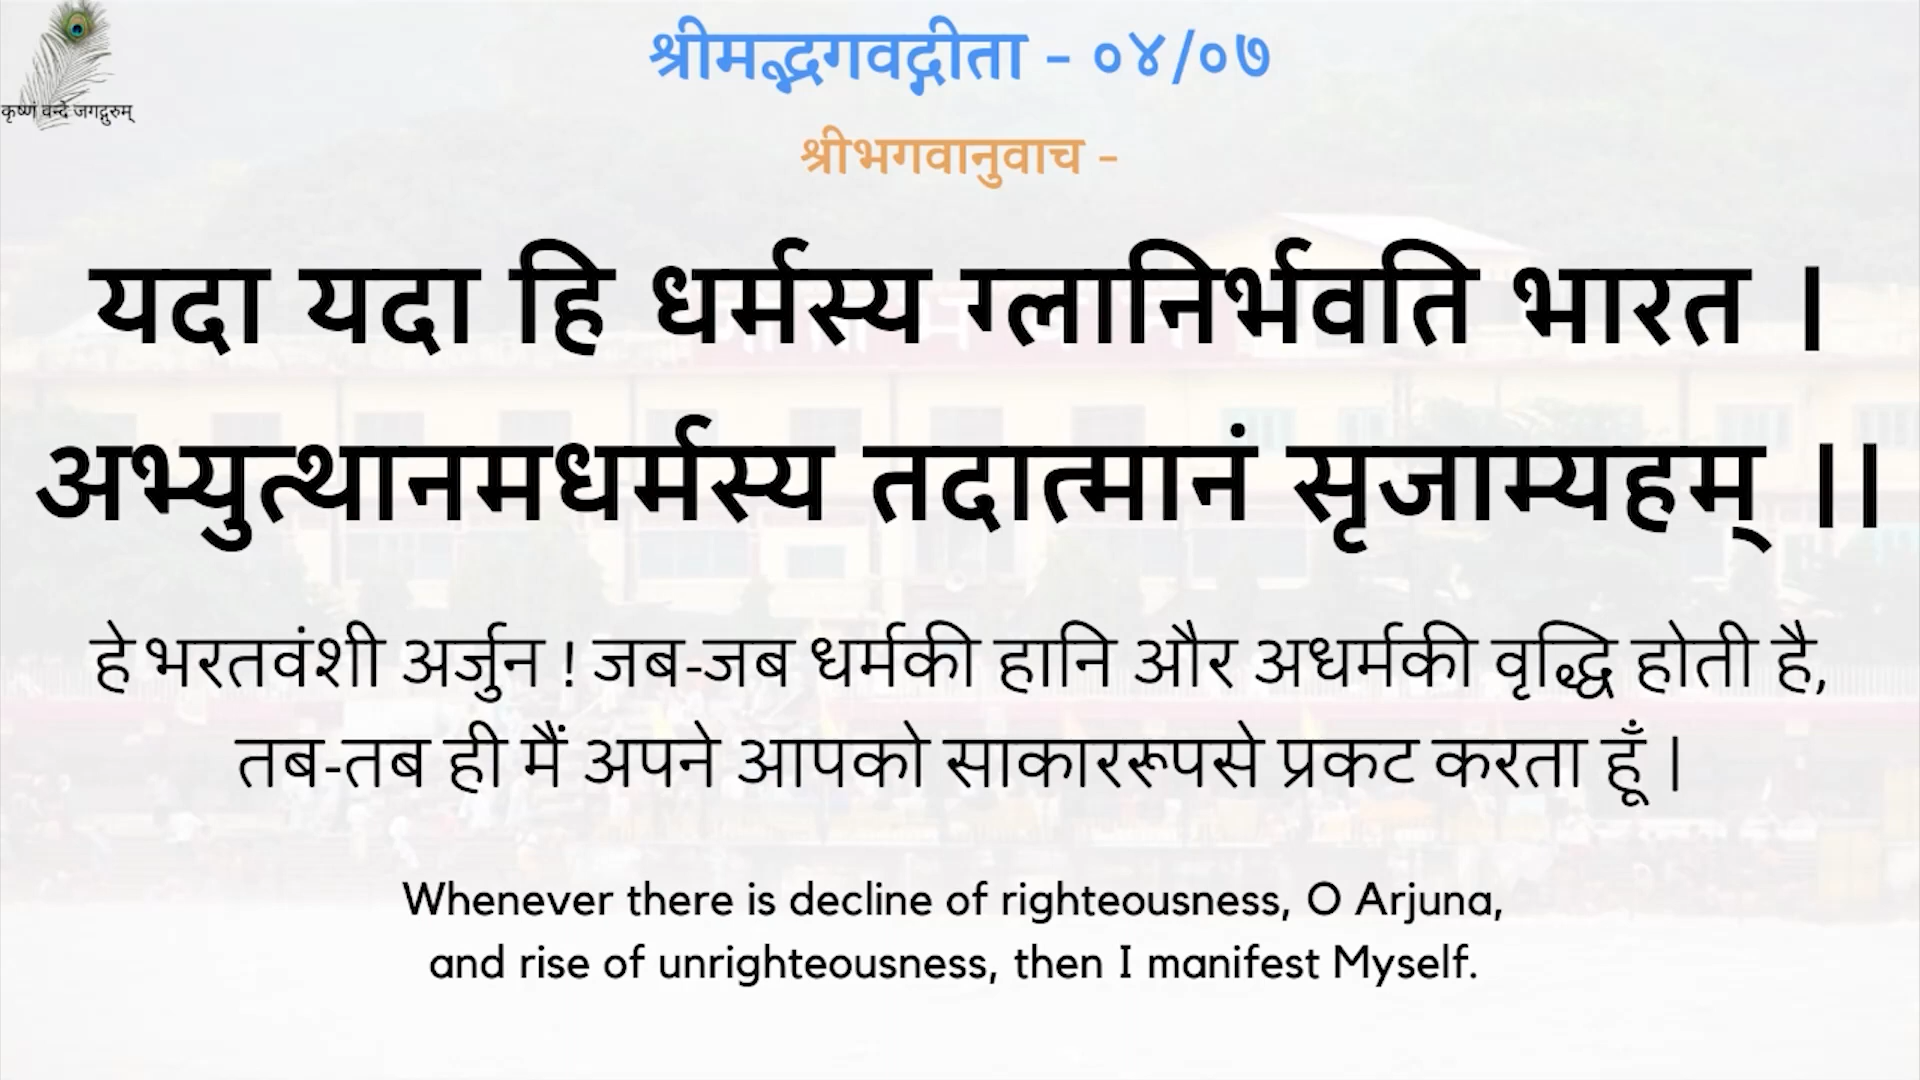 श्रीमद्भगवद्गीता - ०४/०७
कृष्णं वन्दे जगद्गुरुम्
श्रीभगवानुवाच -
यदा यदा हि धर्मस्य ग्लानिर्भवति भारत ।
अभ्युत्थानमधर्मस्य तदात्मानं सृजाम्यहम् ।।
हे भरतवंशी अर्जुन ! जब-जब धर्मकी हानि और अधर्मकी वृद्धि होती है,
तब-तब ही मैं अपने आपको साकाररूपसे प्रकट करता हूँ |
Whenever there is decline of righteousness, O Arjuna,
and rise of unrighteousness, then I manifest Myself.